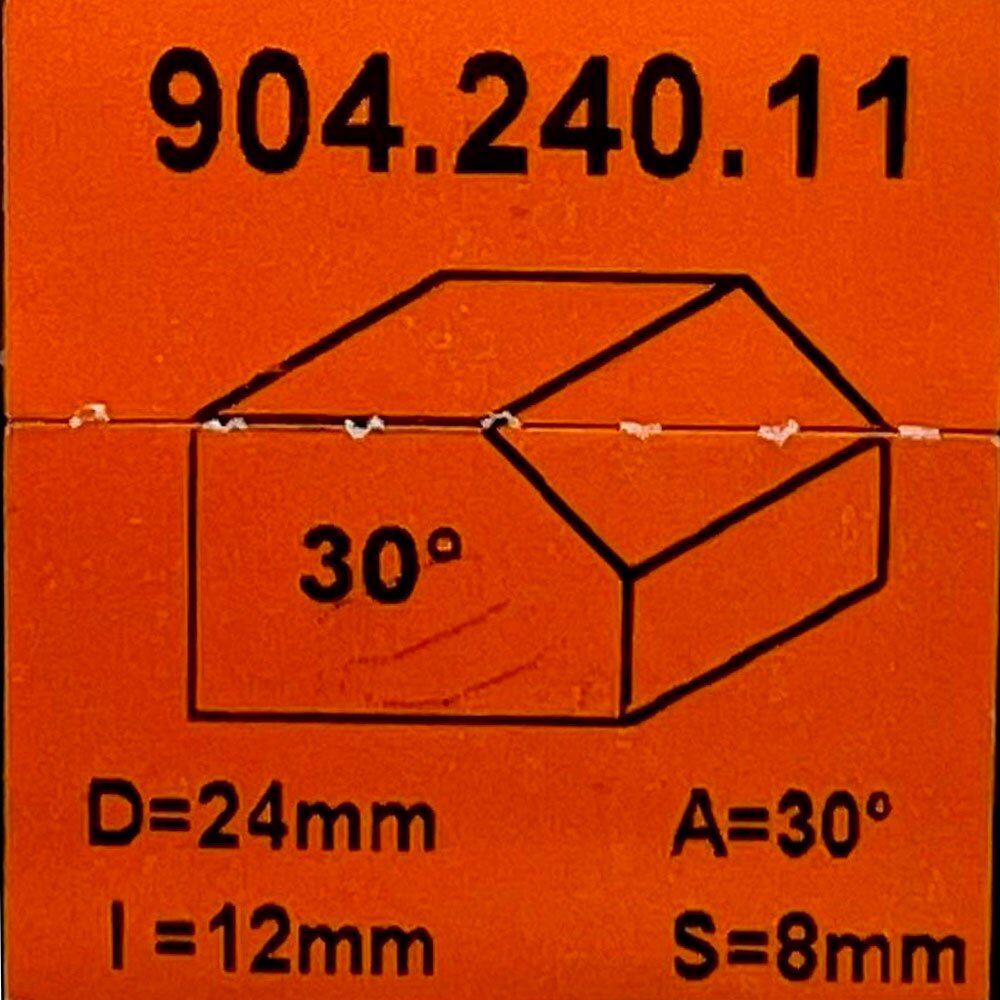 904.240.11
30°
D=24mm A=30°
I =12mm S=8mm